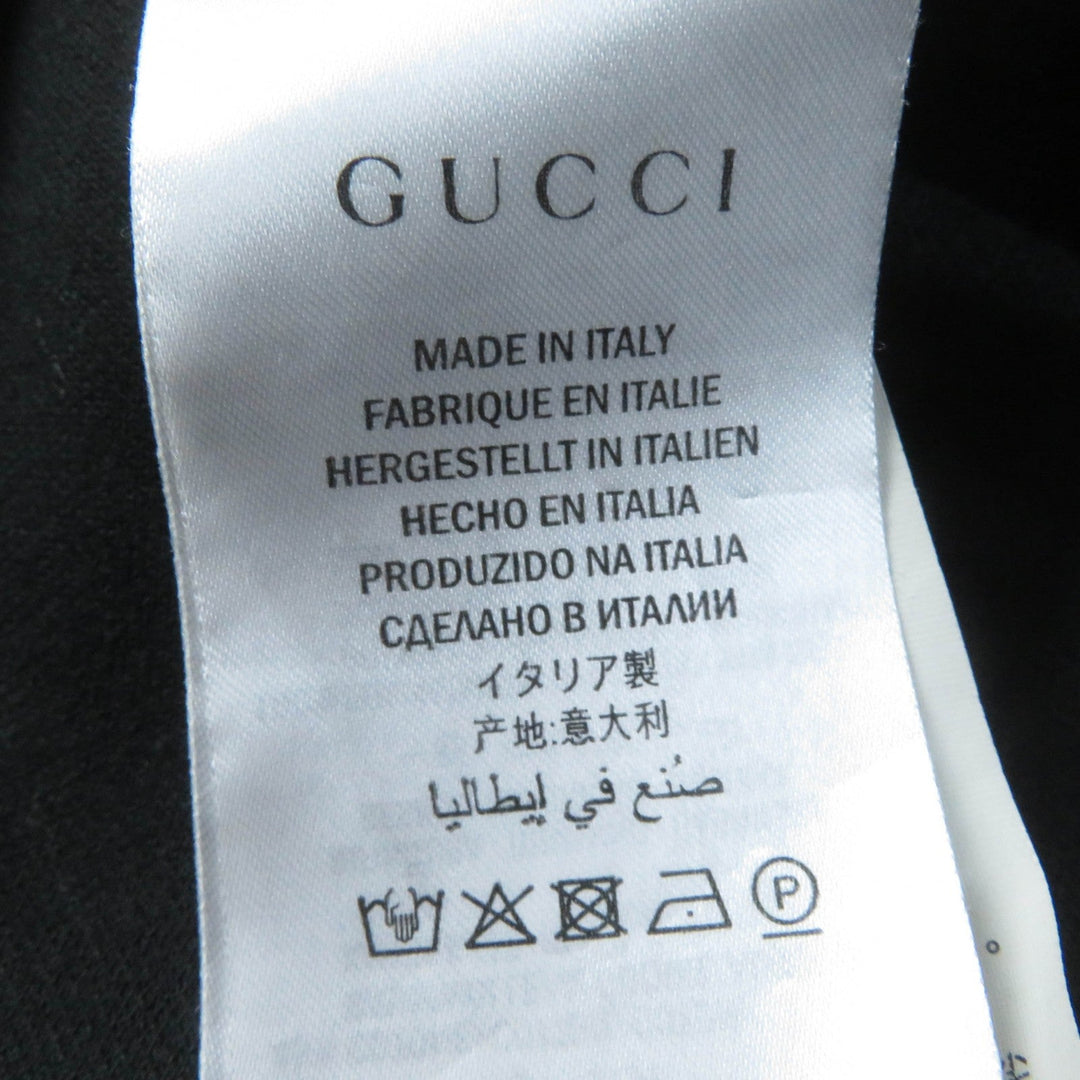 GUCCI
MADE IN ITALY
FABRIQUE EN ITALIE
HERGESTELLT IN ITALIEN
HECHO EN ITALIA
PRODUZIDO NA ITALIA
СДЕЛАНО В ИТАЛИИ
イタリア製
产地:意大利
صُنع في إيطاليا
P